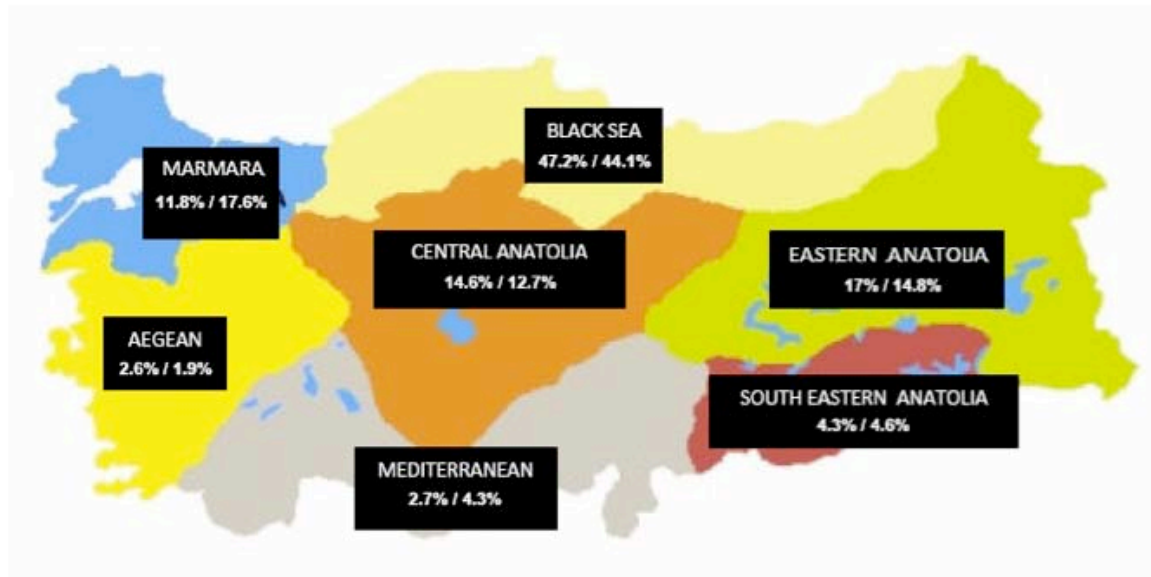 BLACK SEA
47.2% / 44.1%
MARMARA
11.8% / 17.6%
CENTRAL ANATOLIA
14.6% / 12.7%
EASTERN ANATOLIA
17% / 14.8%
AEGEAN
2.6% / 1.9%
SOUTH EASTERN ANATOLIA
4.3% / 4.6%
MEDITERRANEAN
2.7% / 4.3%